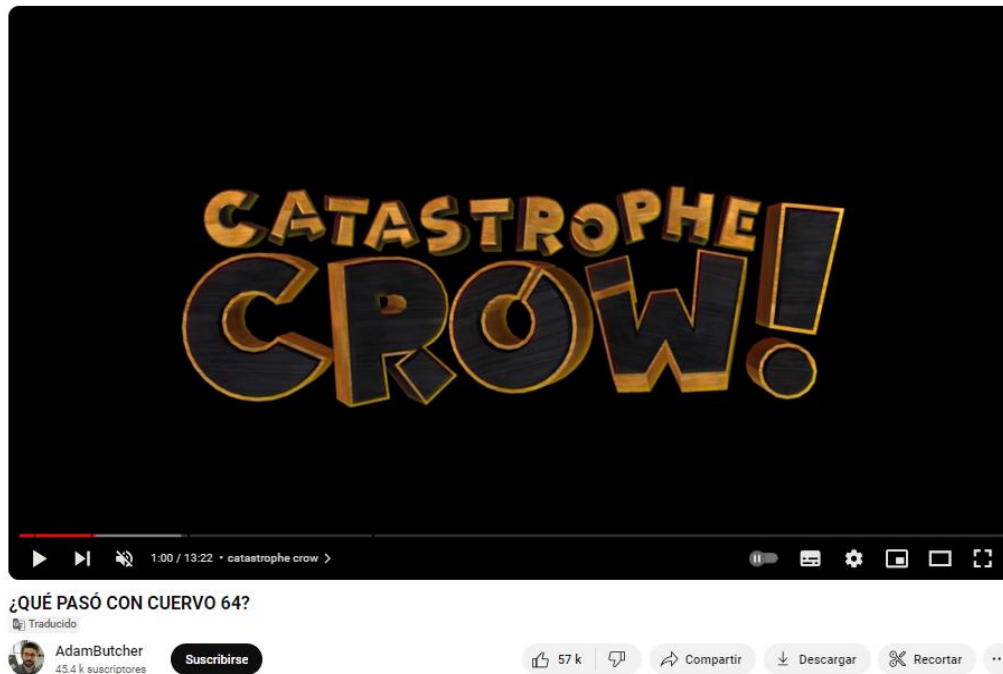 CATASTROPHE
CROW!
1:00 / 13:22 • catastrophe crow >
¿QUÉ PASÓ CON CUERVO 64?
Traducido
AdamButcher
45.4 k suscriptores
Suscribirse
57 k
Compartir
Descargar
Recortar
...